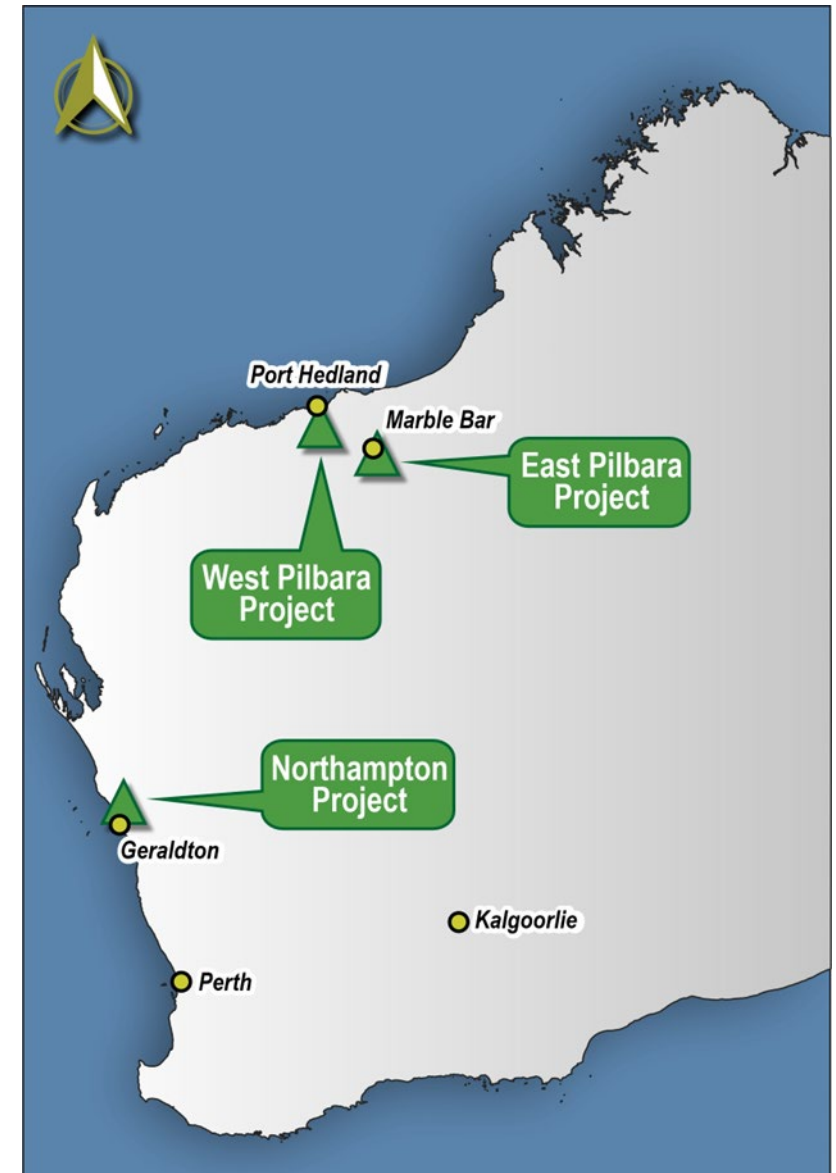 Port Hedland
Marble Bar
East Pilbara
Project
West Pilbara
Project
Northampton
Project
Geraldton
Kalgoorlie
Perth